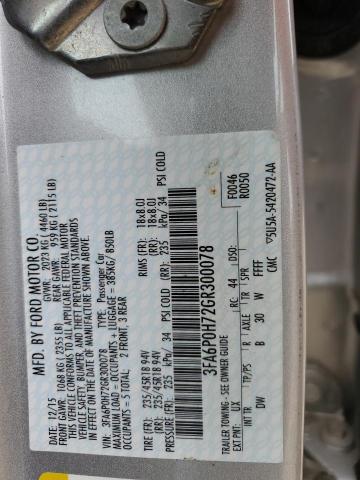 MFD. BY FORD MOTOR CO.
12/15 GVWR: 2023 KG ( 4460 LB)
FRONT GAWR: 1068 KG ( 2355 LB) REAR GAWR: 959 KG ( 2115 LB)
THIS VEHICLE CONFORMS TO ALL APPLICABLE FEDERAL MOTOR
VEHICLE SAFETY, BUMPER, AND THEFT PREVENTION STANDARDS
IN EFFECT ON THE DATE OF MANUFACTURE SHOWN ABOVE.
VIN: 3FA6P0H72GR300078 TYPE: Passenger Car
MAXIMUM LOAD = OCCUPANTS + LUGGAGE = 385KG/ 850LB
OCCUPANTS: 5 TOTAL: 2 FRONT, 3 REAR
TIRE (FR) 235/45R18 94V RIMS (FR) 18x8.0J
(RR) 235/45R18 94V (RR) 18x8.0J
PRESSURE: (FR) 235 kPa/ 34 PSI COLD (RR) 235 kPa/ 34 PSI COLD
3FA6P0H72GR300078
F0046
R0050
TRAILER TOWING - SEE OWNER GUIDE
EXT PNT: UX RC: 44 DSO:
INT TR TP/PS R AXLE TR SPR
DW B 30 W FFFF
CMC 5U5A-5420472-AA